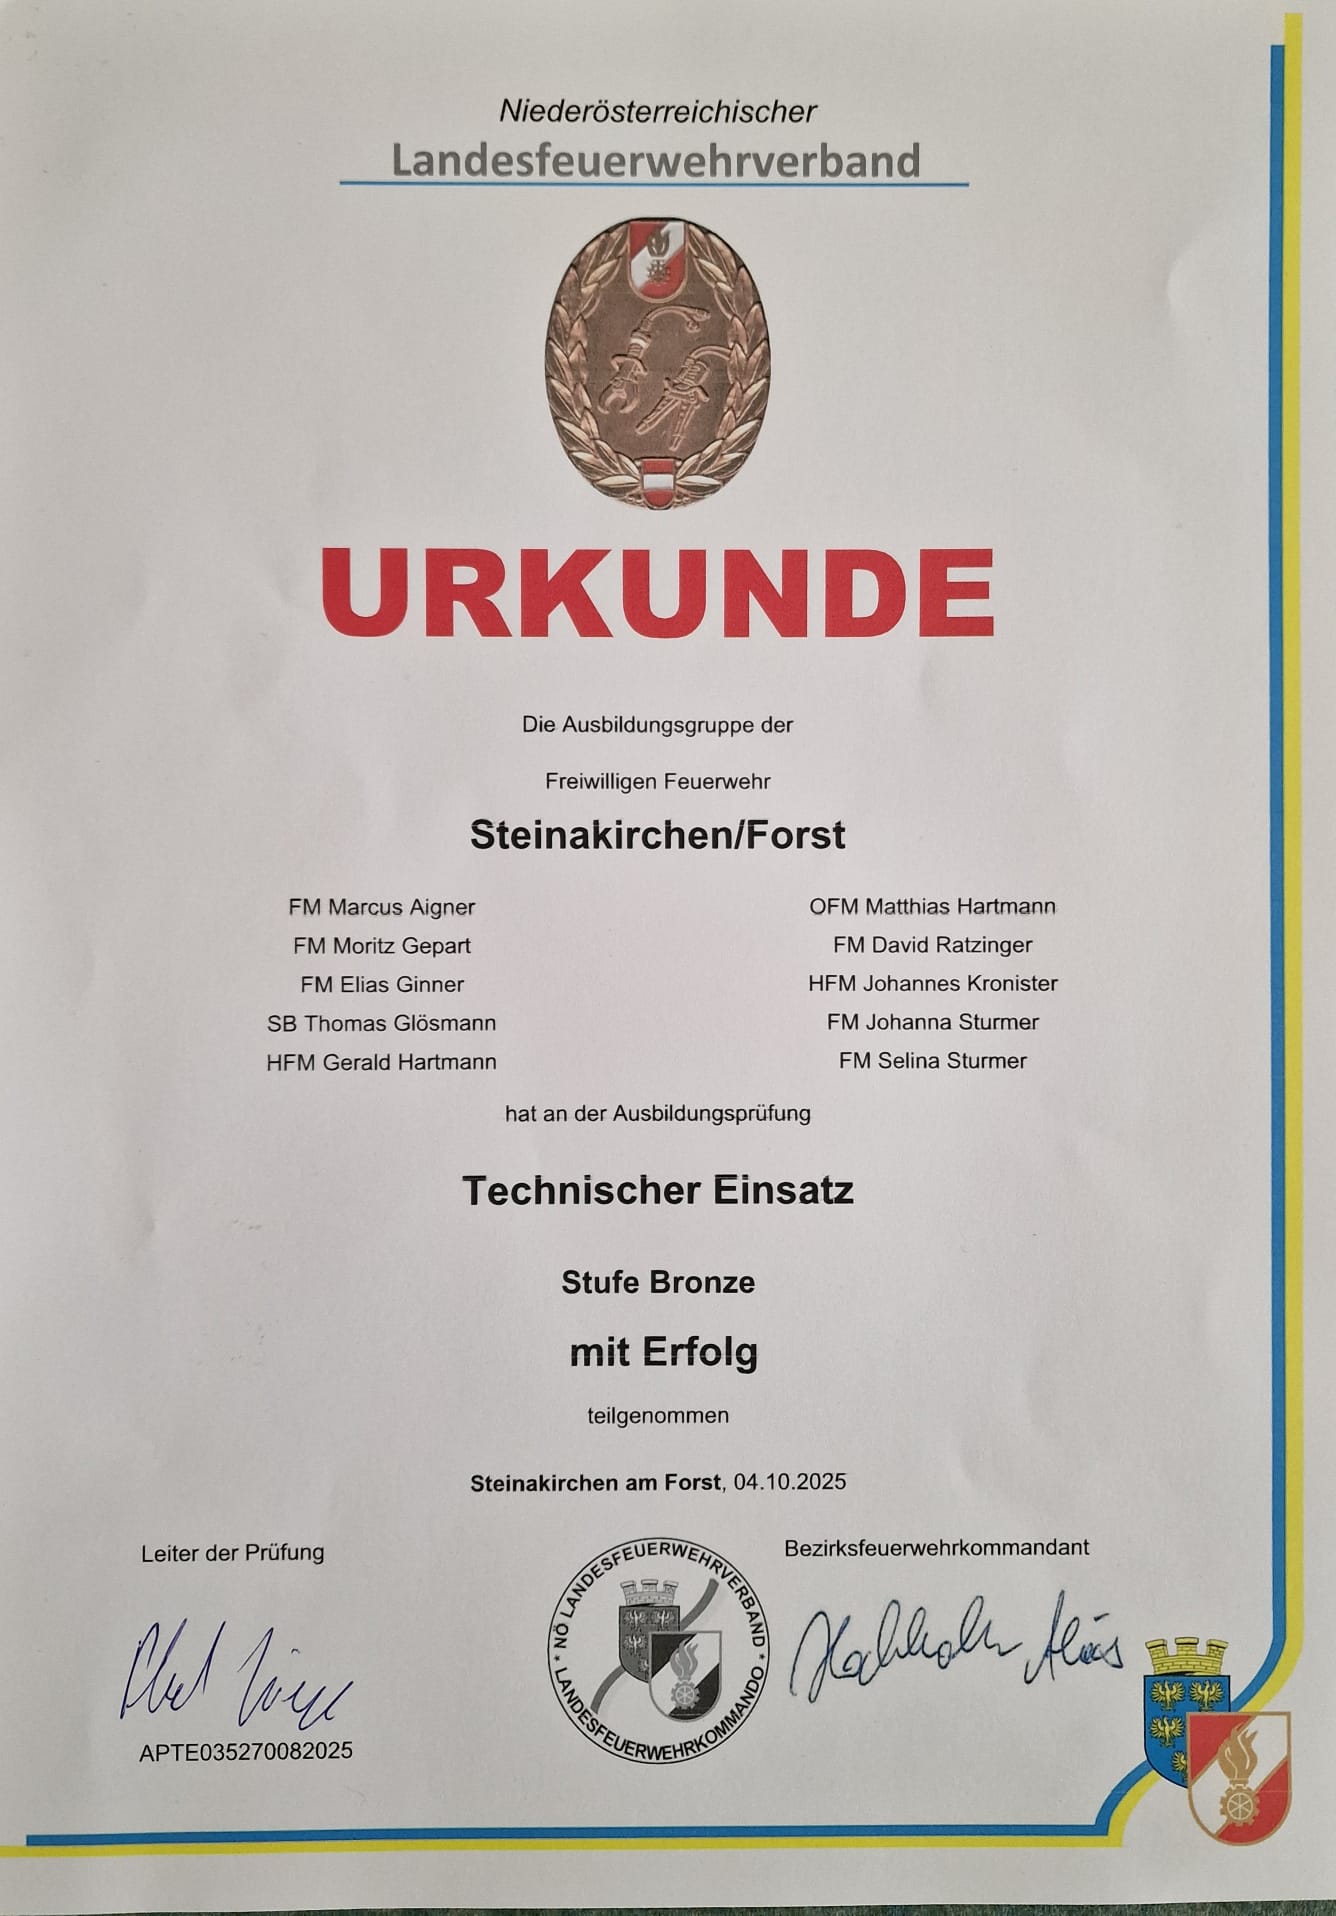 Niederösterreichischer
Landesfeuerwehrverband
URKUNDE
Die Ausbildungsgruppe der
Freiwilligen Feuerwehr
Steinakirchen/Forst
FM Marcus Aigner
FM Moritz Gepart
FM Elias Ginner
SB Thomas Glösmann
HFM Gerald Hartmann
OFM Matthias Hartmann
FM David Ratzinger
HFM Johannes Kronister
FM Johanna Sturmer
FM Selina Sturmer
hat an der Ausbildungsprüfung
Technischer Einsatz
Stufe Bronze
mit Erfolg
teilgenommen
Steinakirchen am Forst, 04.10.2025
Leiter der Prüfung
APTE035270082025
* NÖ LANDESFEUERWEHRVERBAND *
LANDESFEUERWEHRKOMMANDO
Bezirksfeuerwehrkommandant